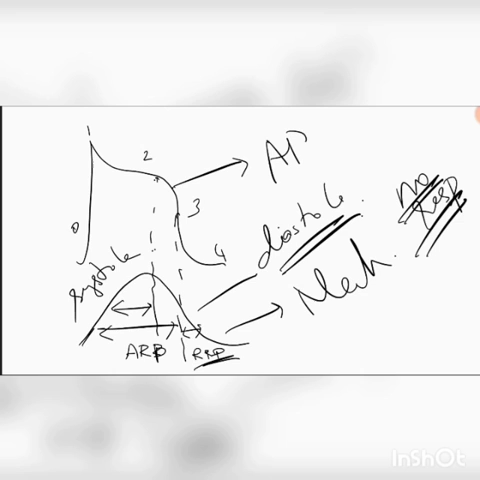 1
2
AP
3
0
4
systole
diastole.
no
resp
Mech.
ARP
RRP
InShOt